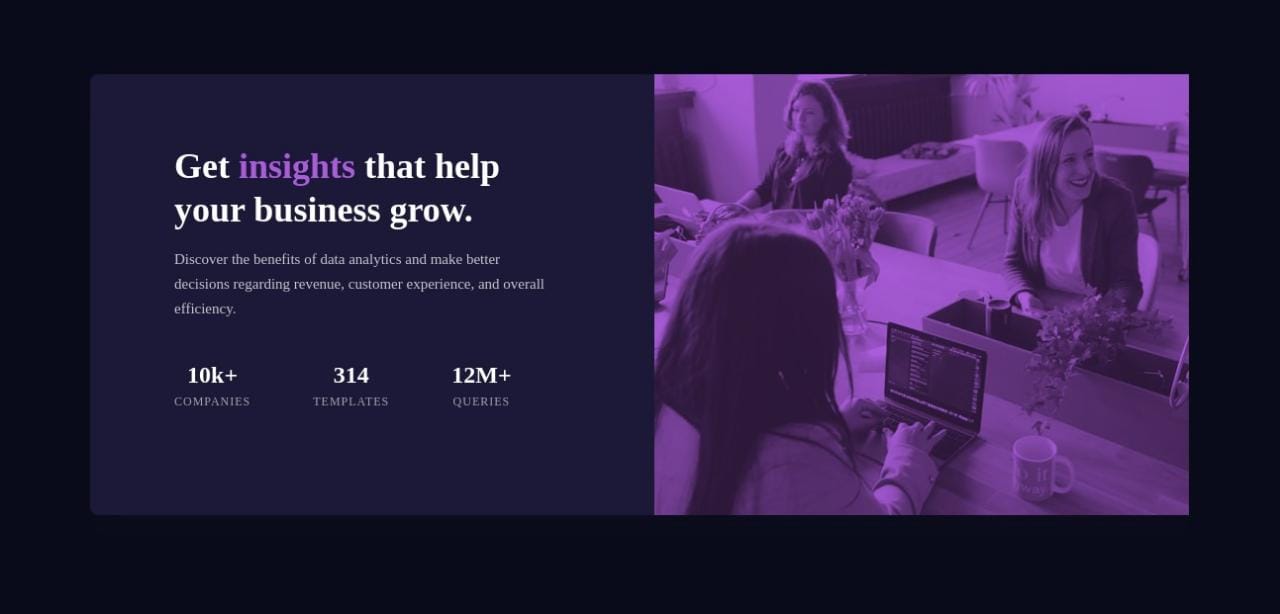 Get insights that help
your business grow.
Discover the benefits of data analytics and make better
decisions regarding revenue, customer experience, and overall
efficiency.
10k+ 314 12M+
COMPANIES TEMPLATES QUERIES